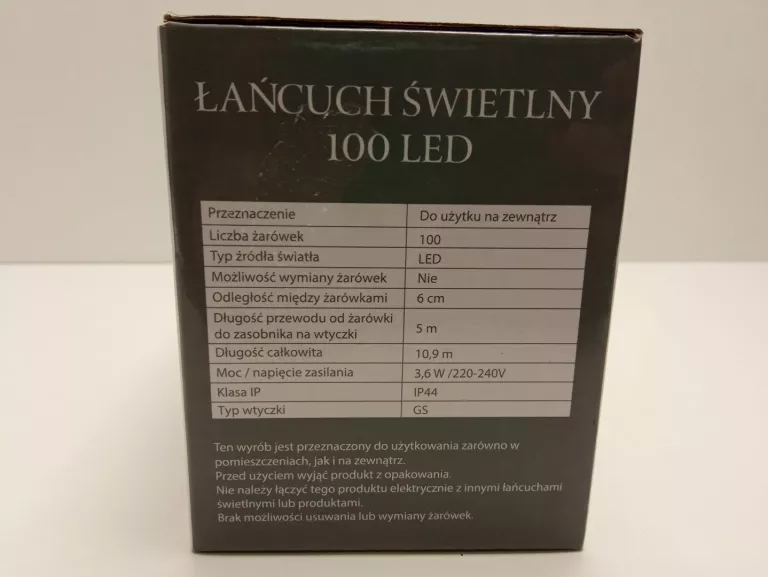 ŁAŃCUCH ŚWIETLNY
100 LED
Przeznaczenie Do użytku na zewnątrz
Liczba żarówek 100
Typ źródła światła LED
Możliwość wymiany żarówek Nie
Odległość między żarówkami 6 cm
Długość przewodu od żarówki
do zasobnika na wtyczki 5 m
Długość całkowita 10,9 m
Moc / napięcie zasilania 3,6 W /220-240V
Klasa IP IP44
Typ wtyczki GS
Ten wyrób jest przeznaczony do użytkowania zarówno w
pomieszczeniach, jak i na zewnątrz.
Przed użyciem wyjąć produkt z opakowania.
Nie należy łączyć tego produktu elektrycznie z innymi łańcuchami
świetlnymi lub produktami.
Brak możliwości usuwania lub wymiany żarówek.